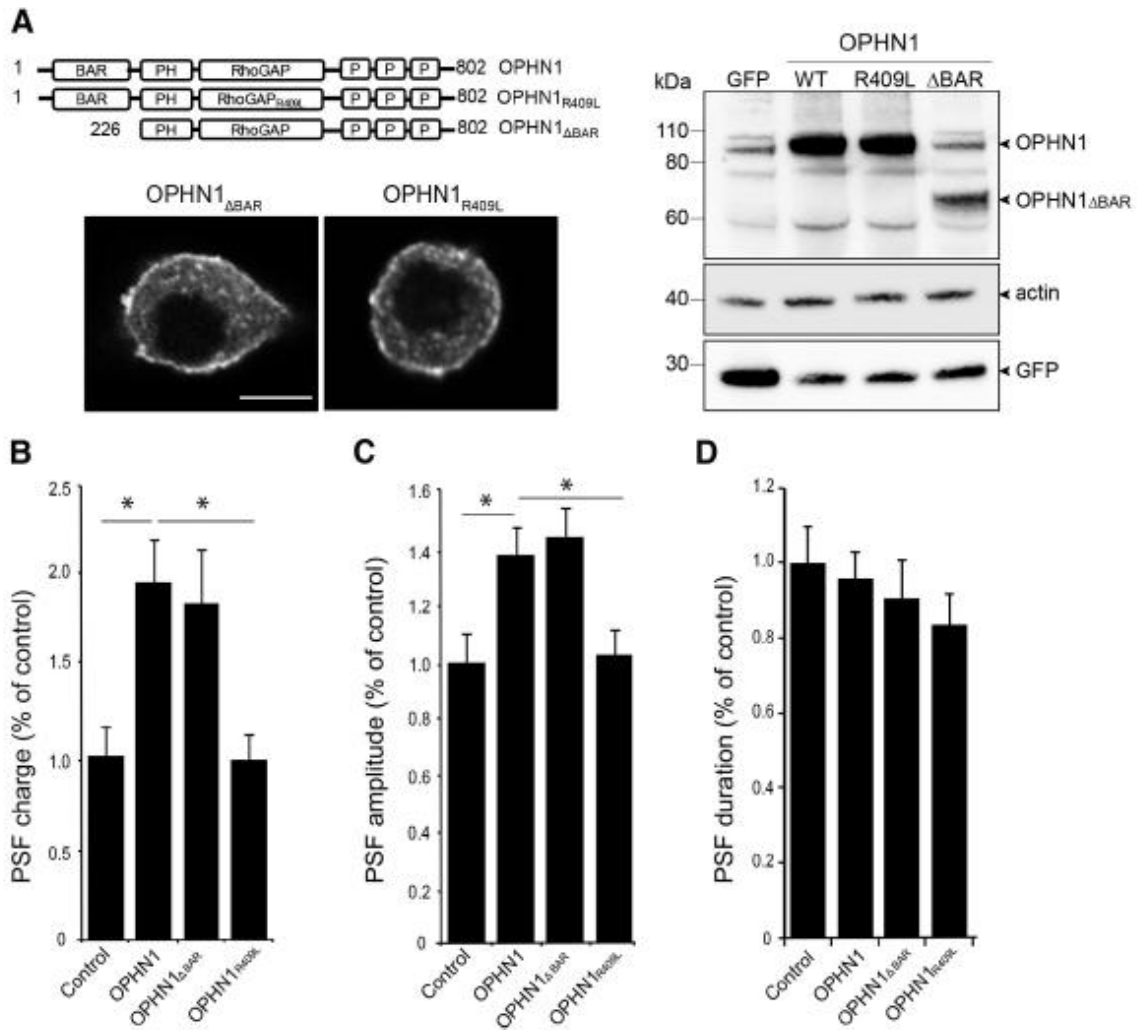 A
1 BAR PH RhoGAP P P P 802 OPHN1
1 BAR PH RhoGAPR409L P P P 802 OPHN1R409L
226 PH RhoGAP P P P 802 OPHN1ΔBAR
OPHN1ΔBAR OPHN1R409L
OPHN1
kDa GFP WT R409L ΔBAR
110
80
60
OPHN1
OPHN1ΔBAR
40 actin
30 GFP
B
PSF charge (% of control)
2.5
2.0
1.5
1.0
0.5
0
* *
Control OPHN1 OPHN1ΔBAR OPHN1R409L
C
PSF amplitude (% of control)
1.6
1.4
1.2
1.0
0.8
0.6
0.4
0.2
0
* *
Control OPHN1 OPHN1ΔBAR OPHN1R409L
D
PSF duration (% of control)
1.2
1.0
0.8
0.6
0.4
0.2
0
Control OPHN1 OPHN1ΔBAR OPHN1R409L